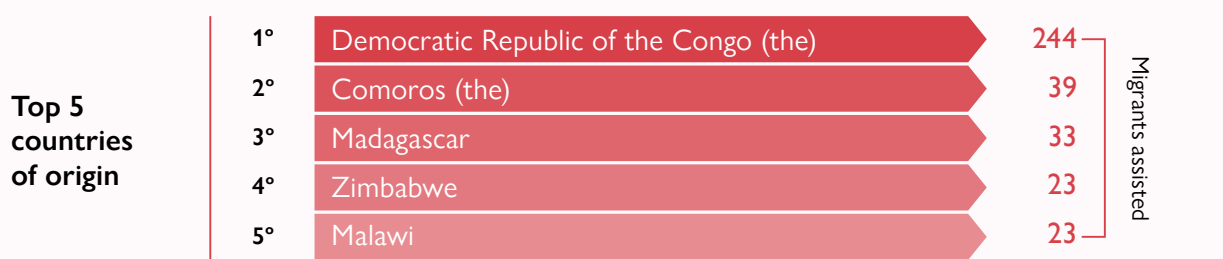 Top 5
countries
of origin
1º Democratic Republic of the Congo (the) 244
2º Comoros (the) 39
3º Madagascar 33
4º Zimbabwe 23
5º Malawi 23
Migrants assisted